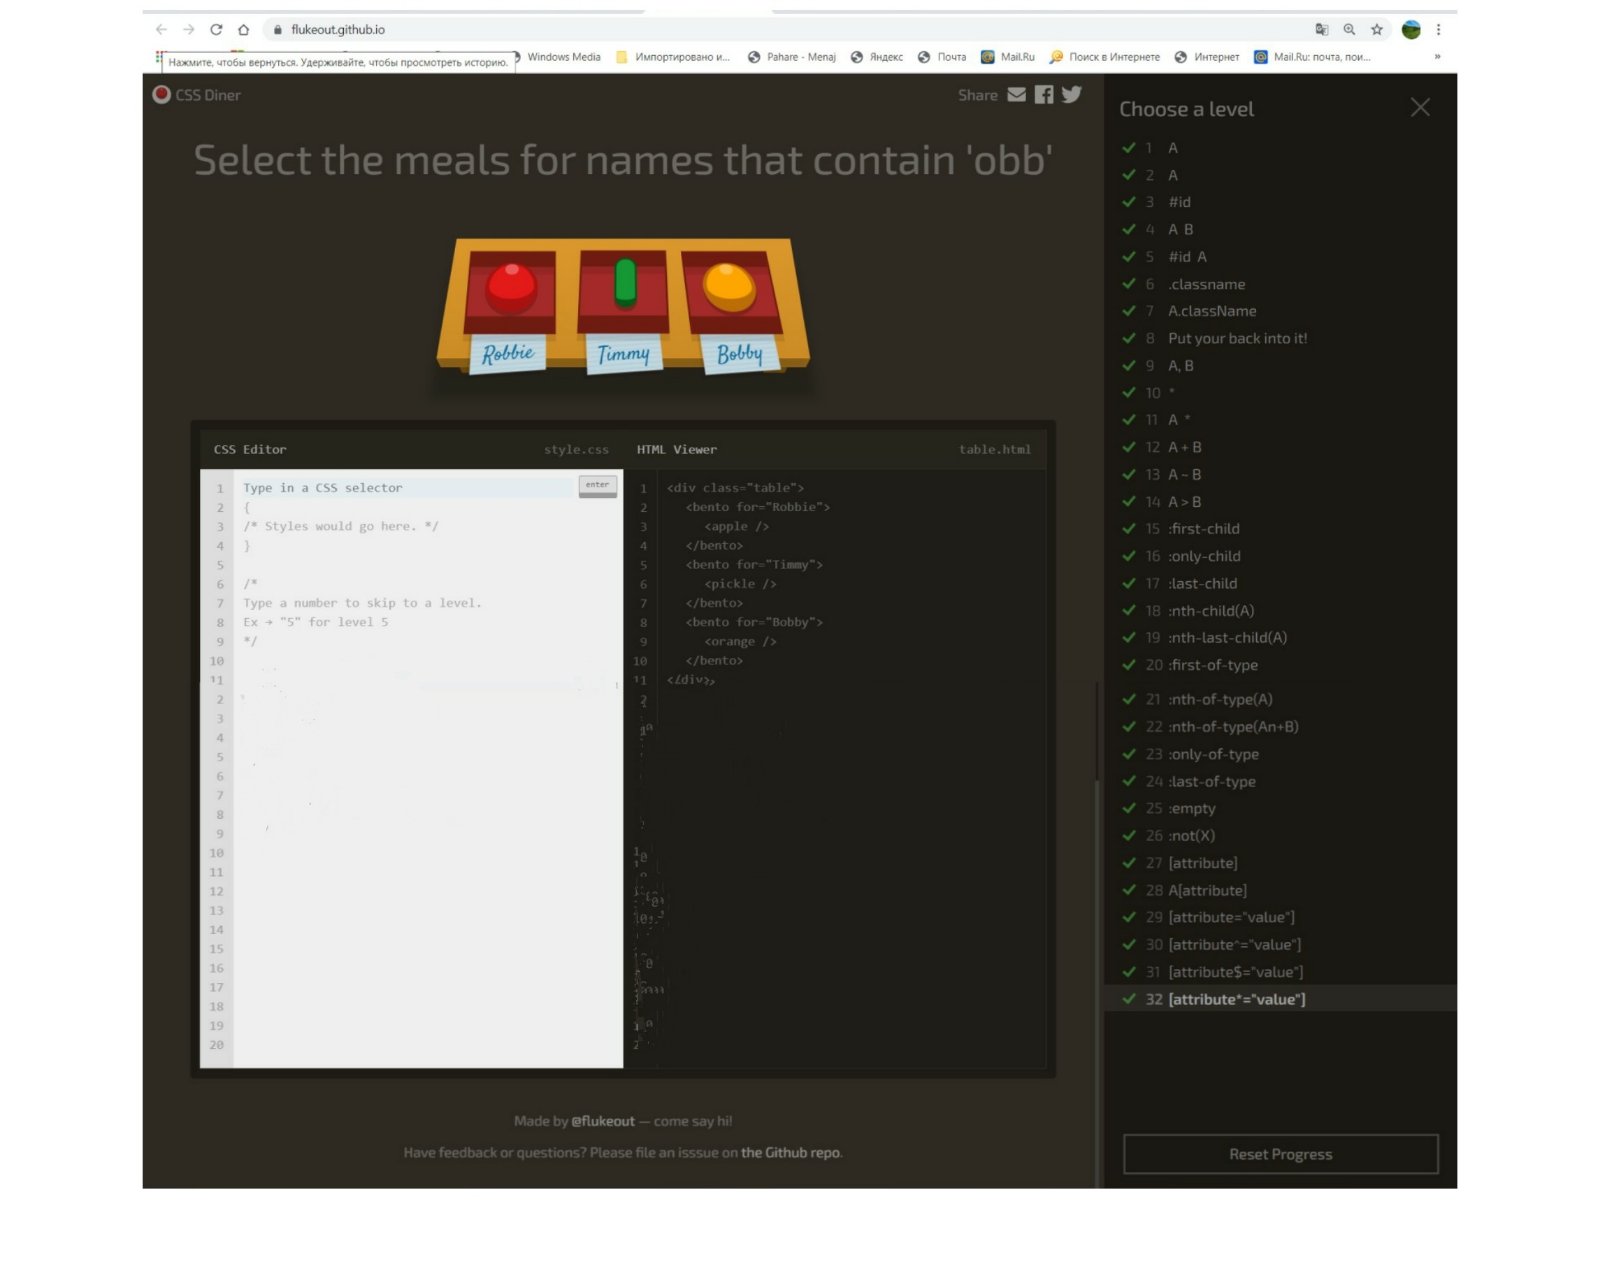 flukeout.github.io
Нажмите, чтобы вернуться. Удерживайте, чтобы просмотреть историю.
Windows Media
Импортировано и...
Pahare - Menaj
Яндекс
Почта
Mail.Ru
Поиск в Интернете
Интернет
Mail.Ru: почта, пои...
»
CSS Diner
Share
Select the meals for names that contain 'obb'
Robbie
Timmy
Bobby
CSS Editor
style.css
1 Type in a CSS selector
enter
2 {
3 /* Styles would go here. */
4 }
5
6 /*
7 Type a number to skip to a level.
8 Ex → "5" for level 5
9 */
10
11
2
3
4
5
6
7
8
9
10
11
12
13
14
15
16
17
18
19
20
HTML Viewer
table.html
1 <div class="table">
2 <bento for="Robbie">
3 <apple />
4 </bento>
5 <bento for="Timmy">
6 <pickle />
7 </bento>
8 <bento for="Bobby">
9 <orange />
10 </bento>
11 </div>
Made by @flukeout — come say hi!
Have feedback or questions? Please file an isssue on the Github repo.
Choose a level
1 A
2 A
3 #id
4 A B
5 #id A
6 .classname
7 A.className
8 Put your back into it!
9 A, B
10 *
11 A *
12 A + B
13 A ~ B
14 A > B
15 :first-child
16 :only-child
17 :last-child
18 :nth-child(A)
19 :nth-last-child(A)
20 :first-of-type
21 :nth-of-type(A)
22 :nth-of-type(An+B)
23 :only-of-type
24 :last-of-type
25 :empty
26 :not(X)
27 [attribute]
28 A[attribute]
29 [attribute="value"]
30 [attribute^="value"]
31 [attribute$="value"]
32 [attribute*="value"]
Reset Progress